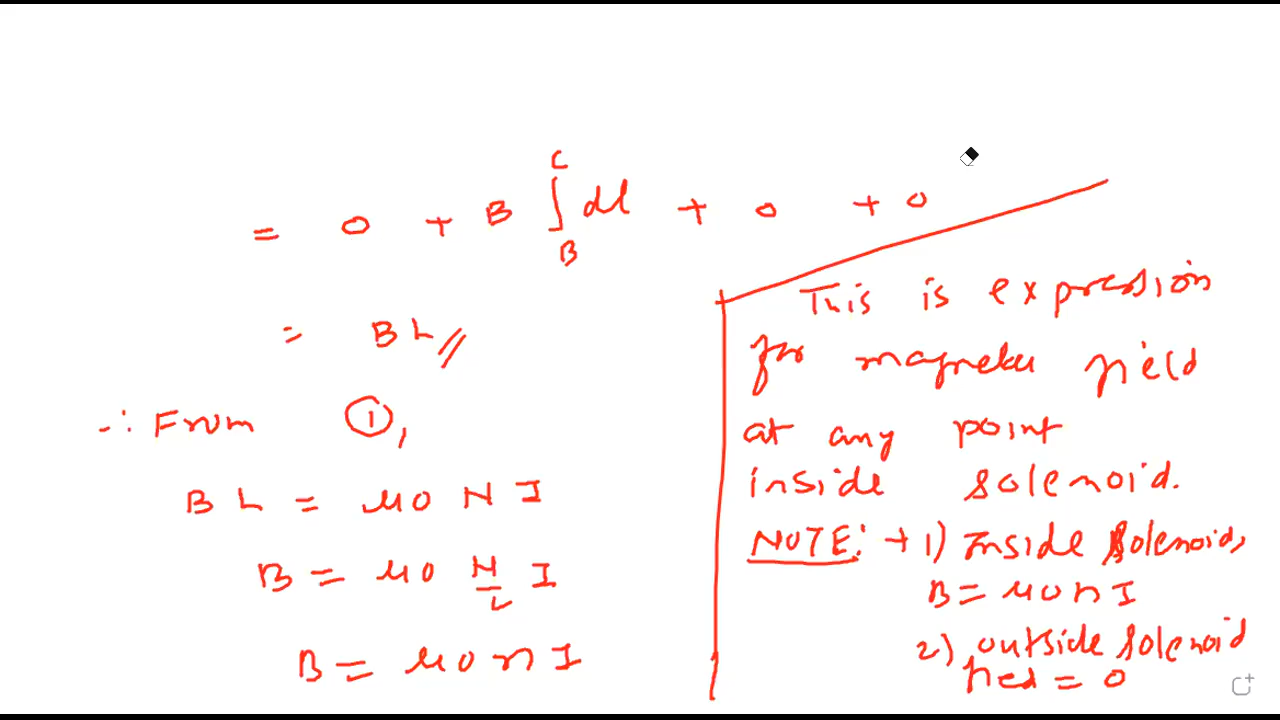 = 0 + B ∫ᴮᶜ dl + 0 + 0
= BL//
∴ From ①,
BL = μ0 N I
B = μ0 N/L I
B = μ0 n I
This is expression
for magnetic field
at any point
inside solenoid.
NOTE: → 1) Inside solenoid,
B = μ0 n I
2) outside solenoid
= 0